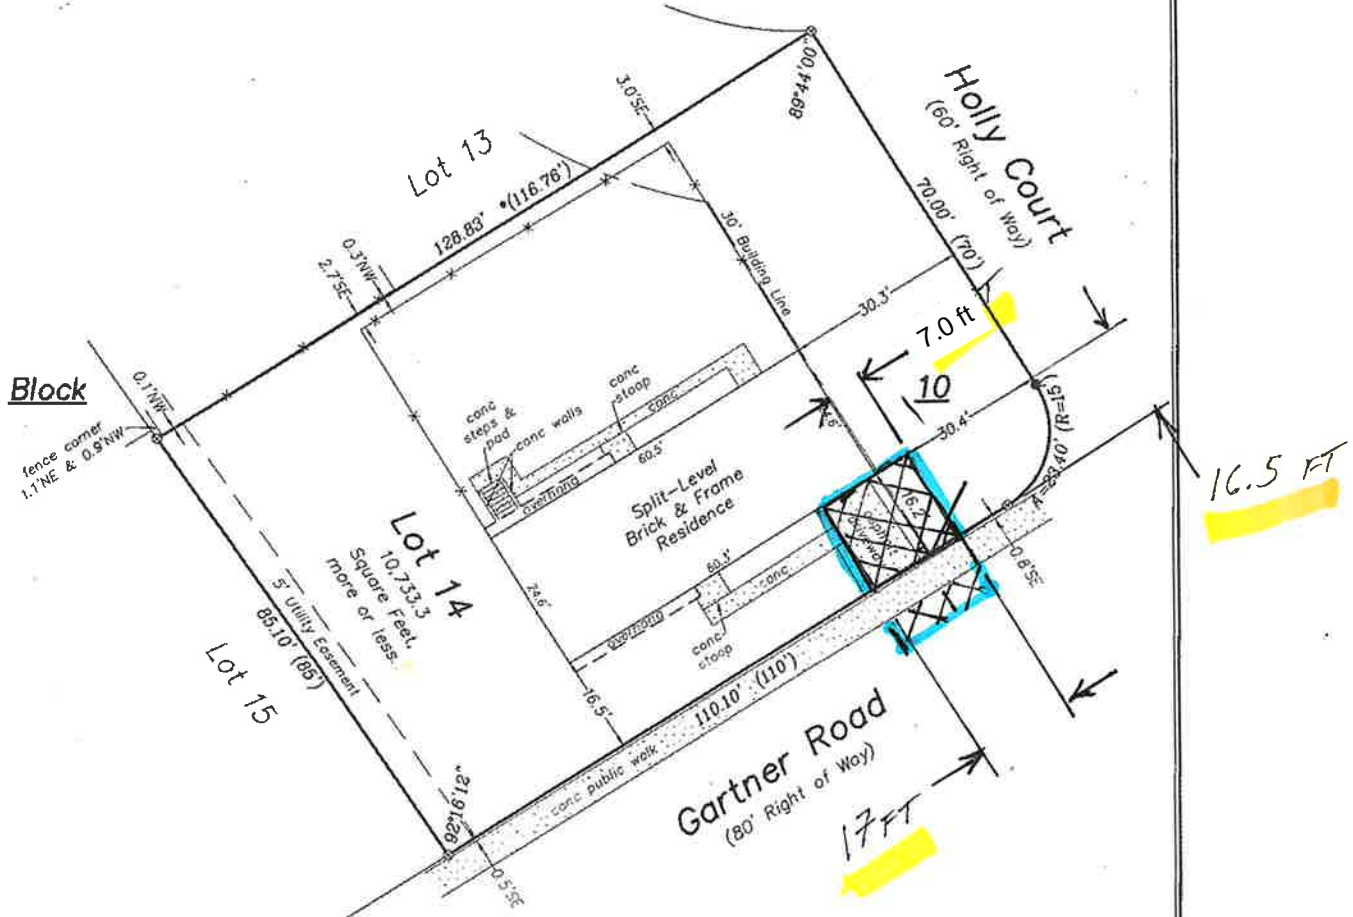 Holly Court
(60' Right of Way)
89°44'00"
3.0'SE
Lot 13
128.83' *(116.76')
0.3'NW
2.7'SE
70.00' (70')
30' Building Line
30.3'
7.0 ft
Block
10
0.1'NW
fence corner
1.1'NE & 0.9'NW
conc
steps &
pad
conc walls
conc
stoop
conc
overhang
60.5'
Split-Level
Brick & Frame
Residence
30.4'
(R=15')
A=23.40'
16.5 FT
16.2'
Lot 14
10,733.3
Square Feet,
more or less.
24.6'
60.3'
conc
overhang
conc
stoop
0.8'SE
5' Utility Easement
85.10' (85')
Lot 15
16.5'
110.10' (110')
conc public walk
Gartner Road
(80' Right of Way)
17 FT
92°16'12"
0.5'SE